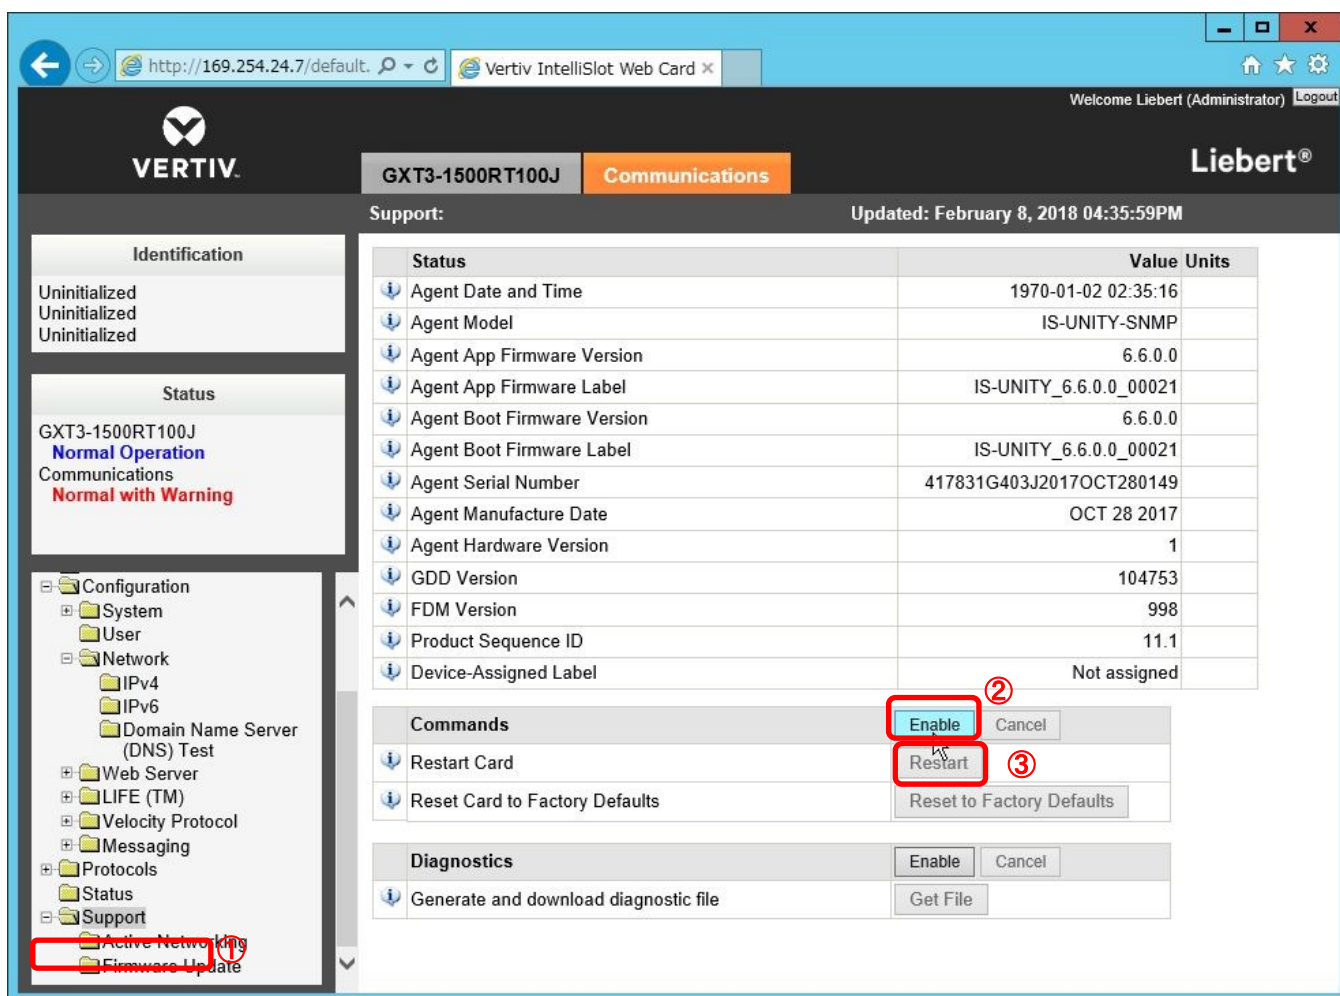 http://169.254.24.7/default.
Vertiv IntelliSlot Web Card
Welcome Liebert (Administrator) Logout
VERTIV.
GXT3-1500RT100J
Communications
Liebert®
Support:
Updated: February 8, 2018 04:35:59PM
Identification
Uninitialized
Uninitialized
Uninitialized
Status
GXT3-1500RT100J
Normal Operation
Communications
Normal with Warning
Configuration
System
User
Network
IPv4
IPv6
Domain Name Server
(DNS) Test
Web Server
LIFE (TM)
Velocity Protocol
Messaging
Protocols
Status
Support
Active Networking
①
Firmware Update
Status Value Units
Agent Date and Time 1970-01-02 02:35:16
Agent Model IS-UNITY-SNMP
Agent App Firmware Version 6.6.0.0
Agent App Firmware Label IS-UNITY_6.6.0.0_00021
Agent Boot Firmware Version 6.6.0.0
Agent Boot Firmware Label IS-UNITY_6.6.0.0_00021
Agent Serial Number 417831G403J2017OCT280149
Agent Manufacture Date OCT 28 2017
Agent Hardware Version 1
GDD Version 104753
FDM Version 998
Product Sequence ID 11.1
Device-Assigned Label Not assigned
②
Commands Enable Cancel
Restart Card Restart ③
Reset Card to Factory Defaults Reset to Factory Defaults
Diagnostics Enable Cancel
Generate and download diagnostic file Get File